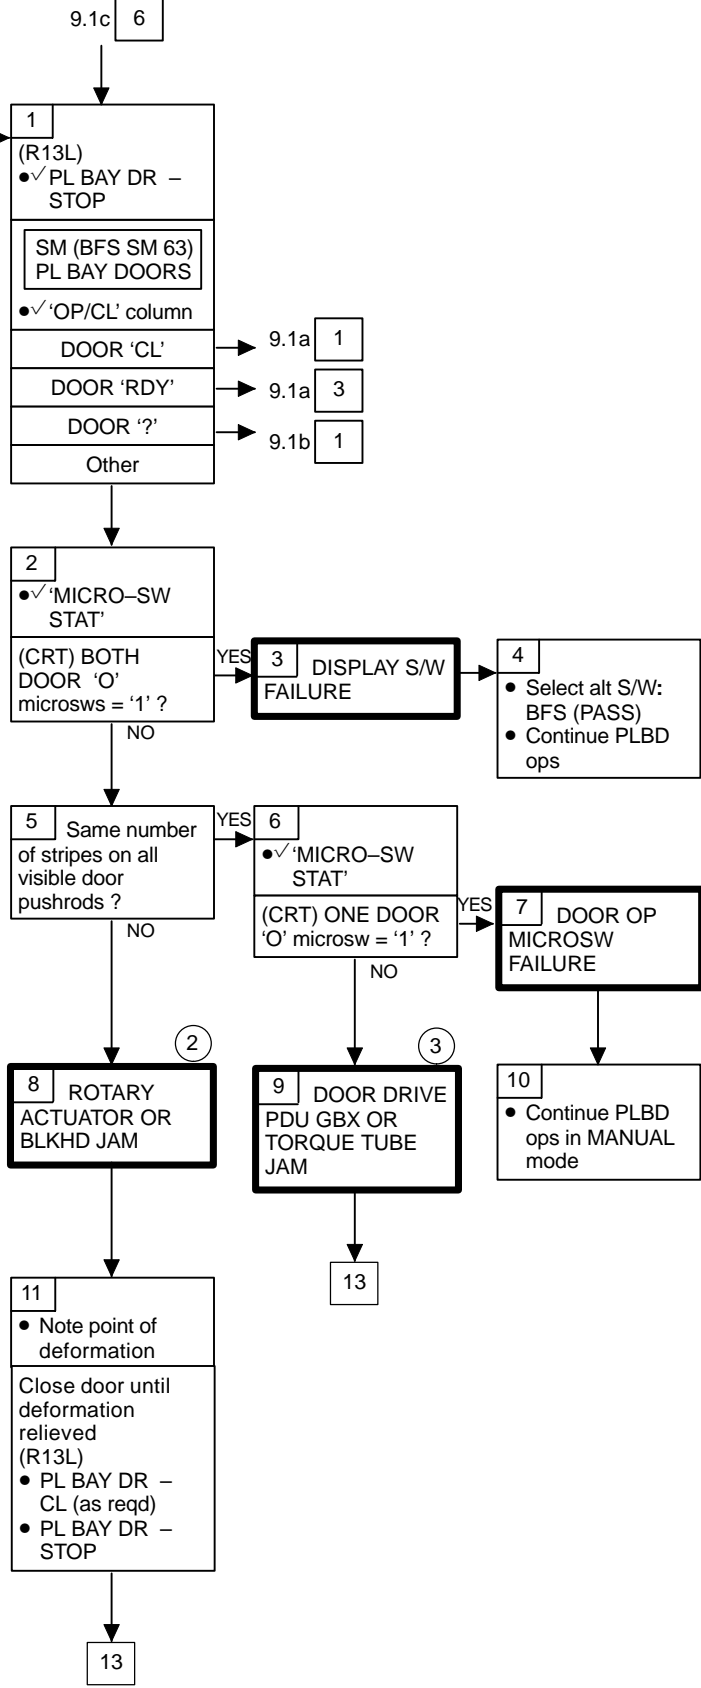 9.1c 6
1
(R13L)
●✓ PL BAY DR –
STOP
SM (BFS SM 63)
PL BAY DOORS
●✓ ‘OP/CL’ column
DOOR ‘CL’
9.1a 1
DOOR ‘RDY’
9.1a 3
DOOR ‘?’
9.1b 1
Other
2
●✓ ‘MICRO–SW
STAT’
(CRT) BOTH
DOOR ‘O’
microsws = ‘1’ ?
YES
NO
3 DISPLAY S/W
FAILURE
4
● Select alt S/W:
BFS (PASS)
● Continue PLBD
ops
5 Same number
of stripes on all
visible door
pushrods ?
YES
NO
6
●✓ ‘MICRO–SW
STAT’
(CRT) ONE DOOR
‘O’ microsw = ‘1’ ?
YES
NO
7 DOOR OP
MICROSW
FAILURE
2
8 ROTARY
ACTUATOR OR
BLKHD JAM
3
9 DOOR DRIVE
PDU GBX OR
TORQUE TUBE
JAM
10
● Continue PLBD
ops in MANUAL
mode
11
● Note point of
deformation
Close door until
deformation
relieved
(R13L)
● PL BAY DR –
CL (as reqd)
● PL BAY DR –
STOP
13
13